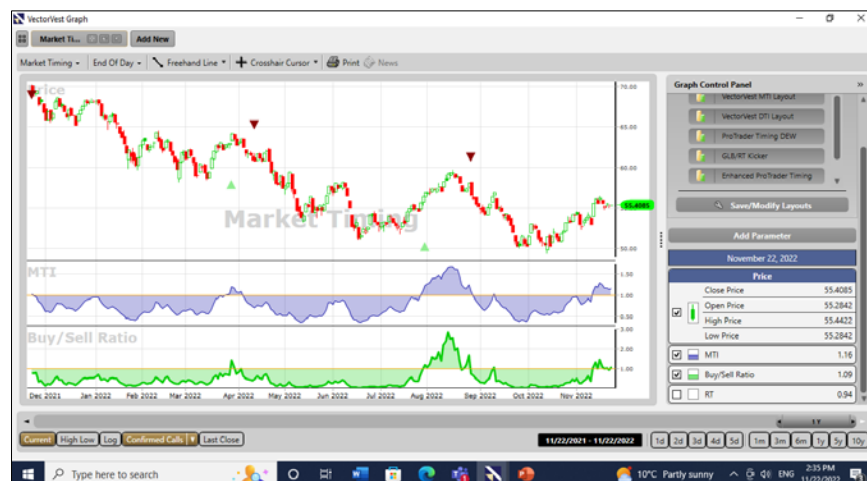 VectorVest Graph
Market Ti...
Add New
Market Timing
End Of Day
Freehand Line
Crosshair Cursor
Print
News
Price
70.00
65.00
60.00
55.4085
50.00
Market Timing
MTI
1.50
1.00
0.50
Buy/Sell Ratio
3.00
2.00
1.00
Dec 2021 Jan 2022 Feb 2022 Mar 2022 Apr 2022 May 2022 Jun 2022 Jul 2022 Aug 2022 Sep 2022 Oct 2022 Nov 2022
Graph Control Panel
VectorVest MTI Layout
VectorVest DTI Layout
ProTrader Timing DEW
GLB/RT Kicker
Enhanced ProTrader Timing
Save/Modify Layouts
Add Parameter
November 22, 2022
Price
Close Price 55.4085
Open Price 55.2842
High Price 55.4422
Low Price 55.2842
MTI 1.16
Buy/Sell Ratio 1.09
RT 0.94
1 Y
Current High Low Log Confirmed Calls Last Close
11/22/2021 - 11/22/2022
1d 2d 3d 4d 5d 1m 3m 6m 1y 5y 10y
Type here to search
10°C Partly sunny
ENG
2:35 PM
11/22/2022